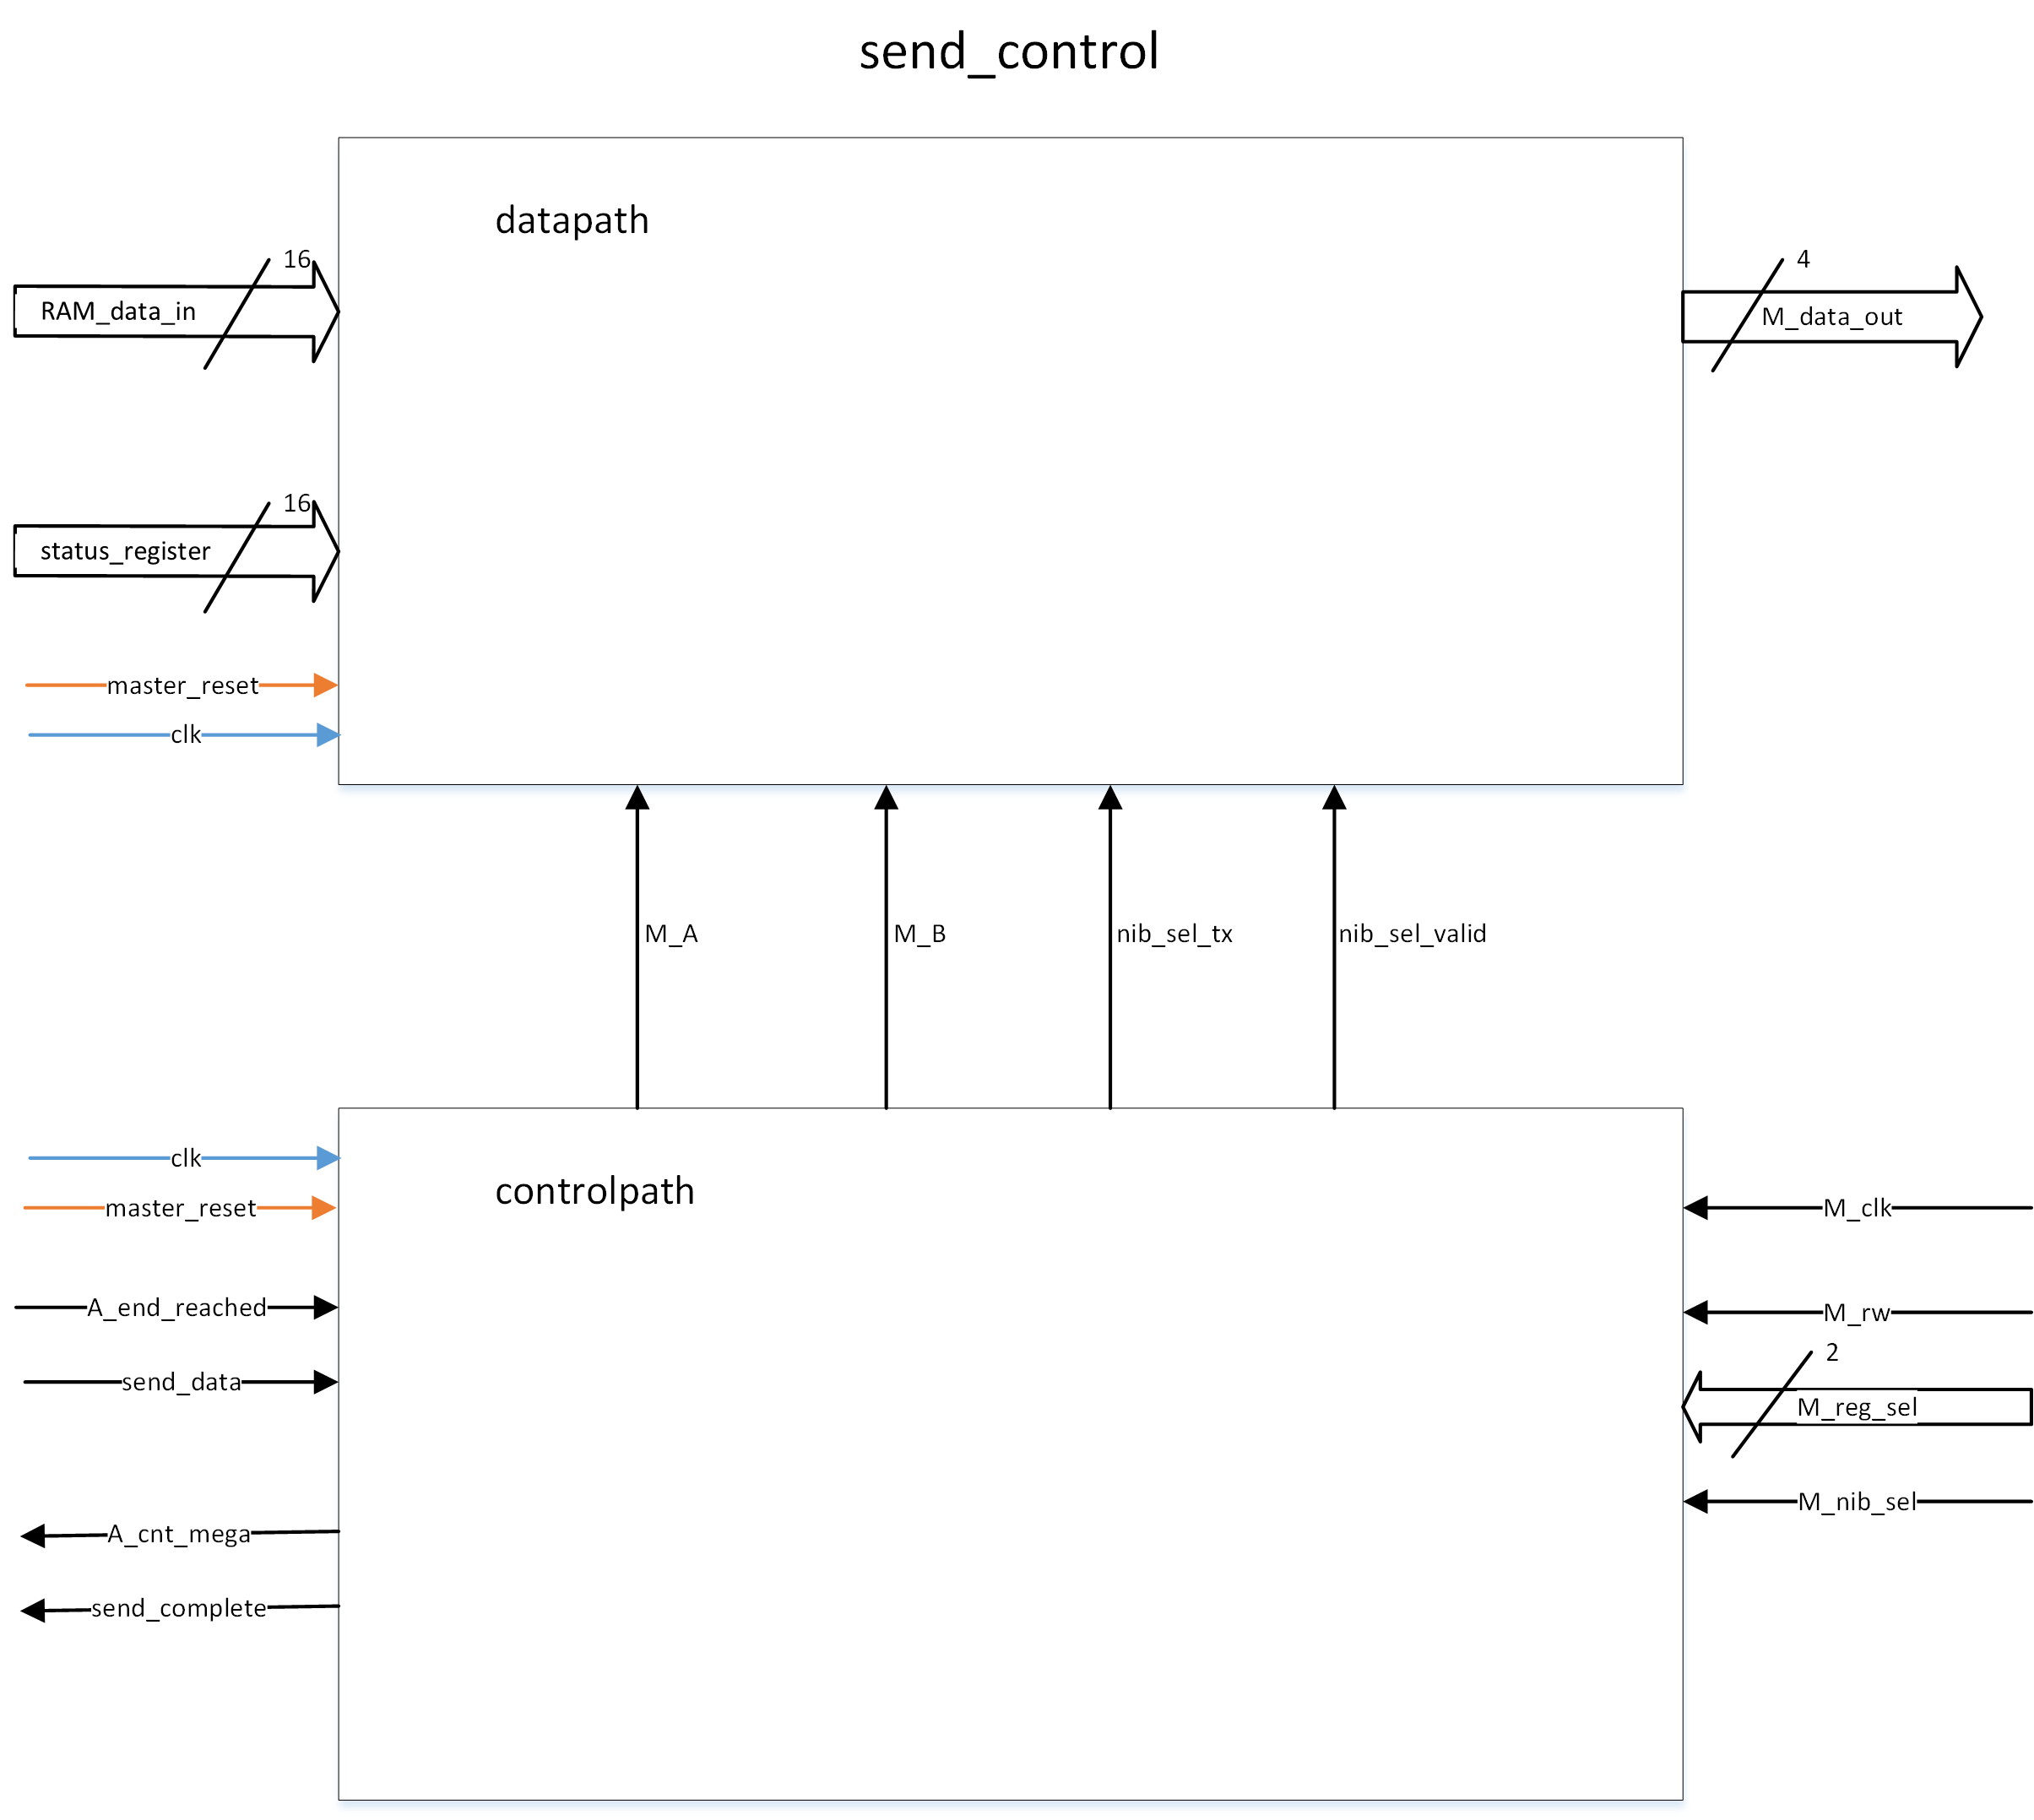 send_control
datapath
16
RAM_data_in
4
M_data_out
16
status_register
master_reset
clk
M_A
M_B
nib_sel_tx
nib_sel_valid
clk
controlpath
master_reset
M_clk
A_end_reached
M_rw
2
send_data
M_reg_sel
M_nib_sel
A_cnt_mega
send_complete